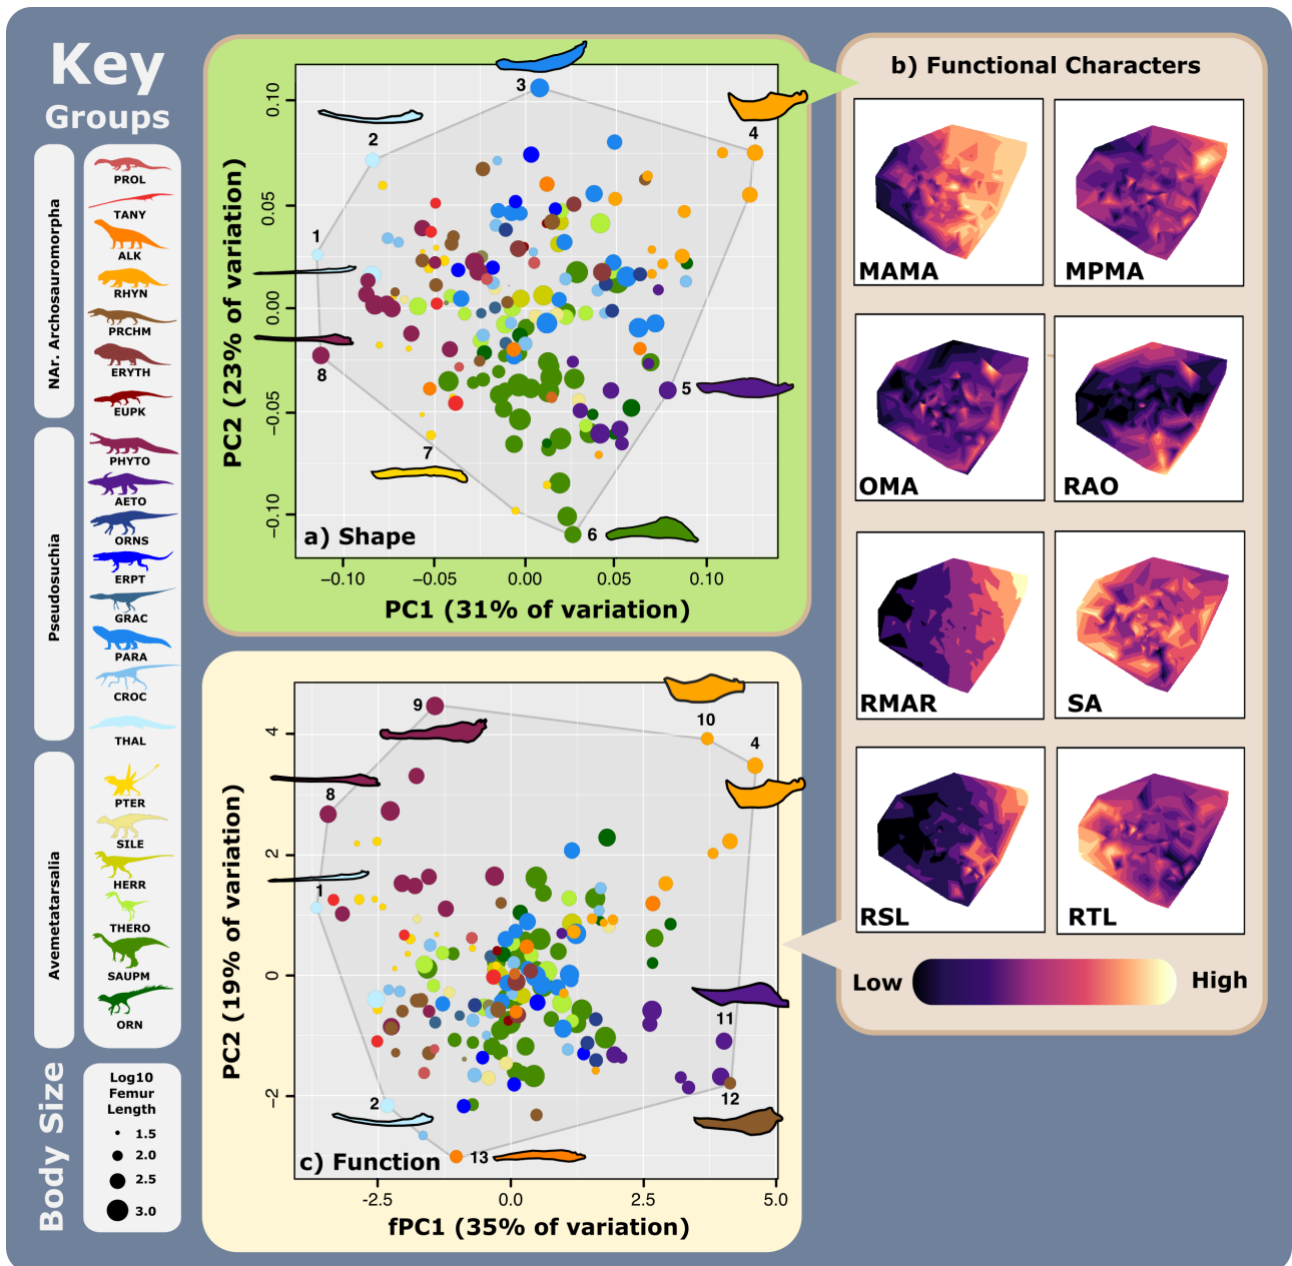 Key
Groups
NAr. Archosauromorpha
PROL
TANY
ALK
RHYN
PRCHM
ERYTH
EUPK
Pseudosuchia
PHYTO
AETO
ORNS
ERPT
GRAC
PARA
CROC
THAL
Avemetatarsalia
PTER
SILE
HERR
THERO
SAUPM
ORN
Body Size
Log10
Femur
Length
1.5
2.0
2.5
3.0
PC2 (23% of variation)
0.10
0.05
0.00
−0.05
−0.10
1
2
3
4
5
6
7
8
a) Shape
−0.10
−0.05
0.00
0.05
0.10
PC1 (31% of variation)
b) Functional Characters
MAMA
MPMA
OMA
RAO
RMAR
SA
RSL
RTL
Low
High
PC2 (19% of variation)
4
2
0
−2
9
10
4
8
1
11
12
2
13
c) Function
-2.5
0.0
2.5
5.0
fPC1 (35% of variation)